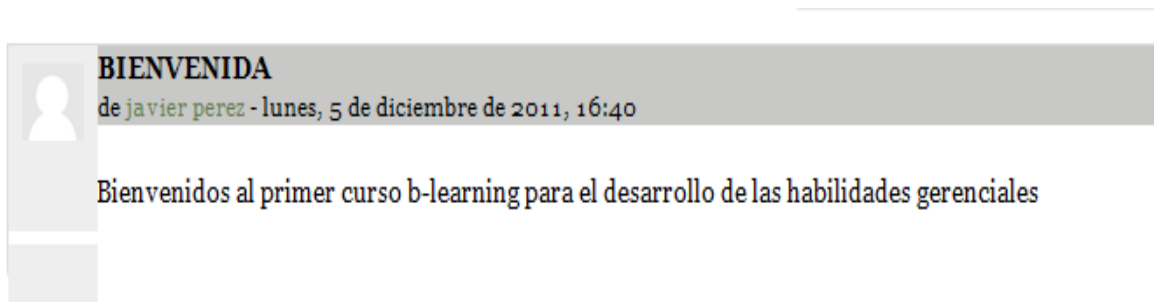 BIENVENIDA
de javier perez - lunes, 5 de diciembre de 2011, 16:40
Bienvenidos al primer curso b-learning para el desarrollo de las habilidades gerenciales